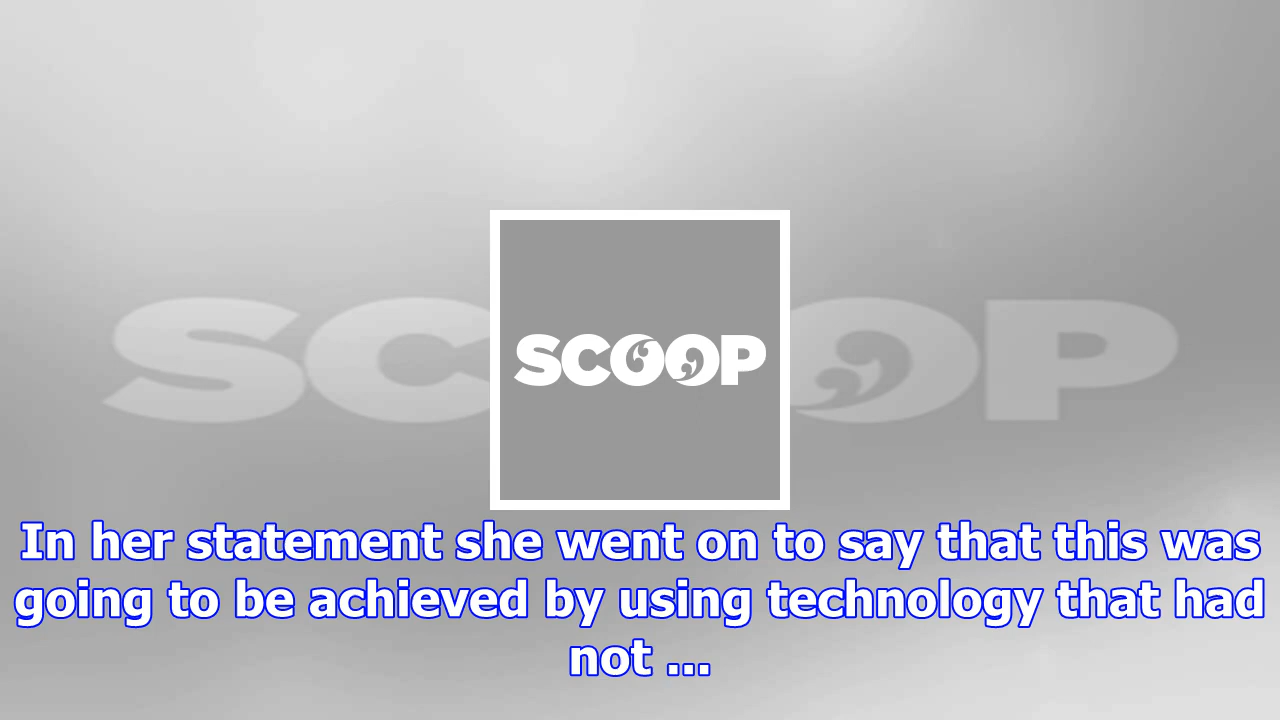 SCOOP
SCOOP
In her statement she went on to say that this was
going to be achieved by using technology that had
not ...